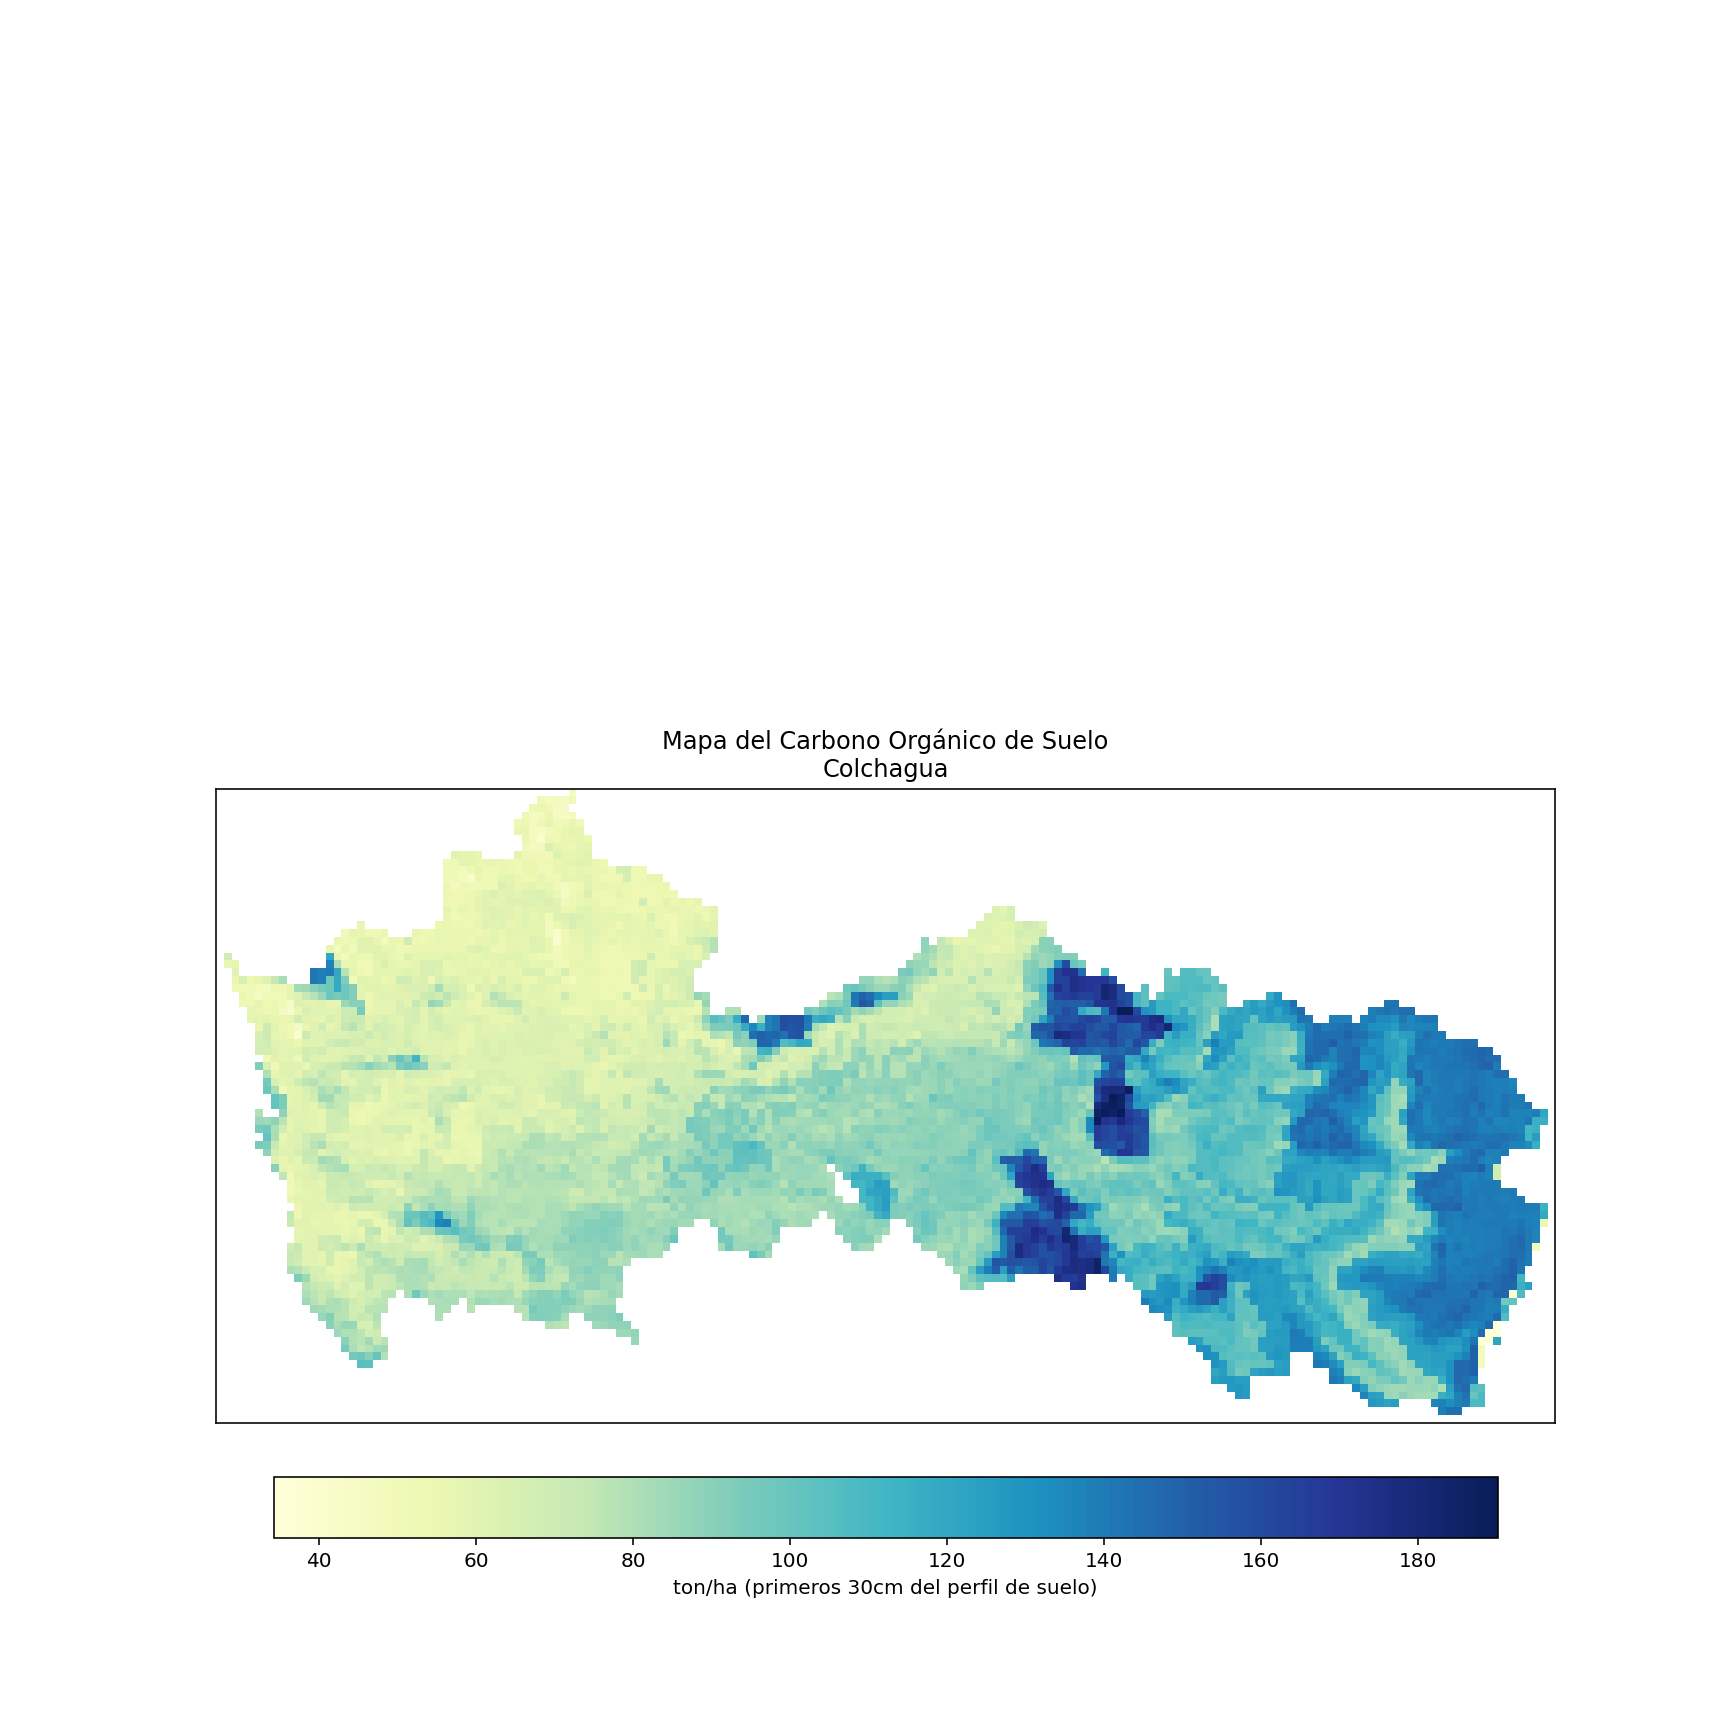 Mapa del Carbono Orgánico de Suelo
Colchagua
40 60 80 100 120 140 160 180
ton/ha (primeros 30cm del perfil de suelo)